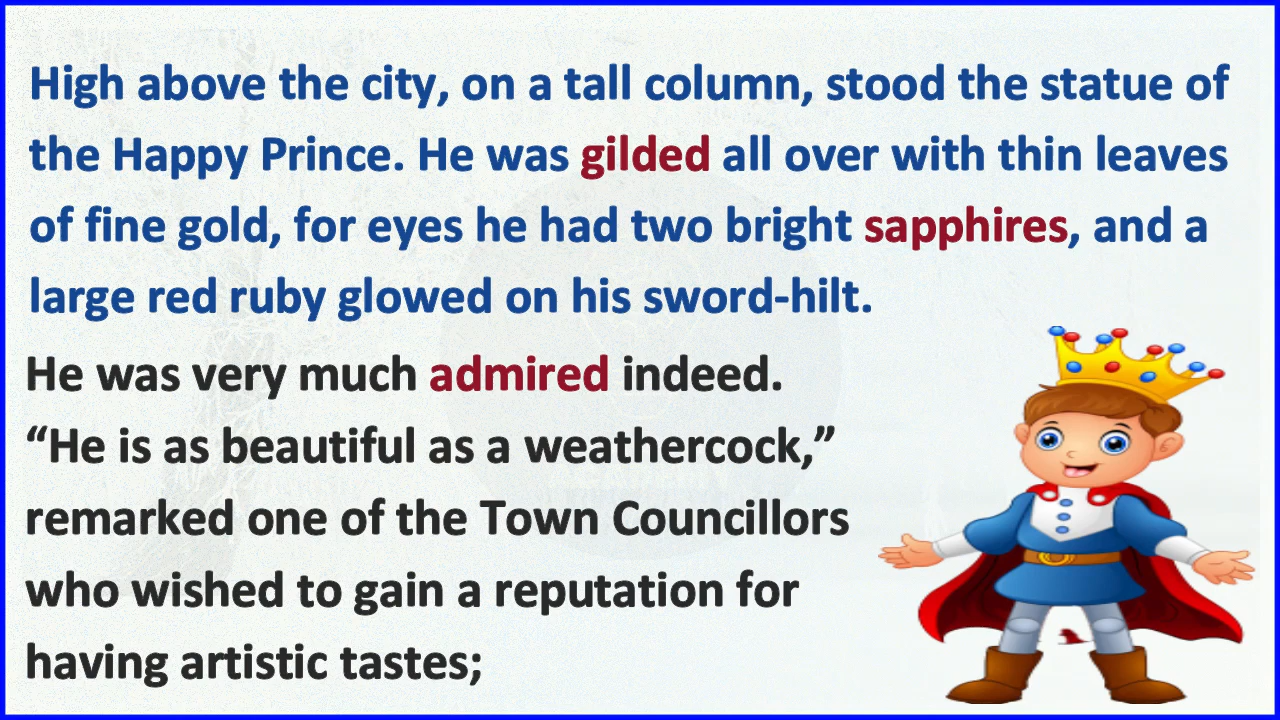 High above the city, on a tall column, stood the statue of
the Happy Prince. He was gilded all over with thin leaves
of fine gold, for eyes he had two bright sapphires, and a
large red ruby glowed on his sword-hilt.
He was very much admired indeed.
“He is as beautiful as a weathercock,”
remarked one of the Town Councillors
who wished to gain a reputation for
having artistic tastes;